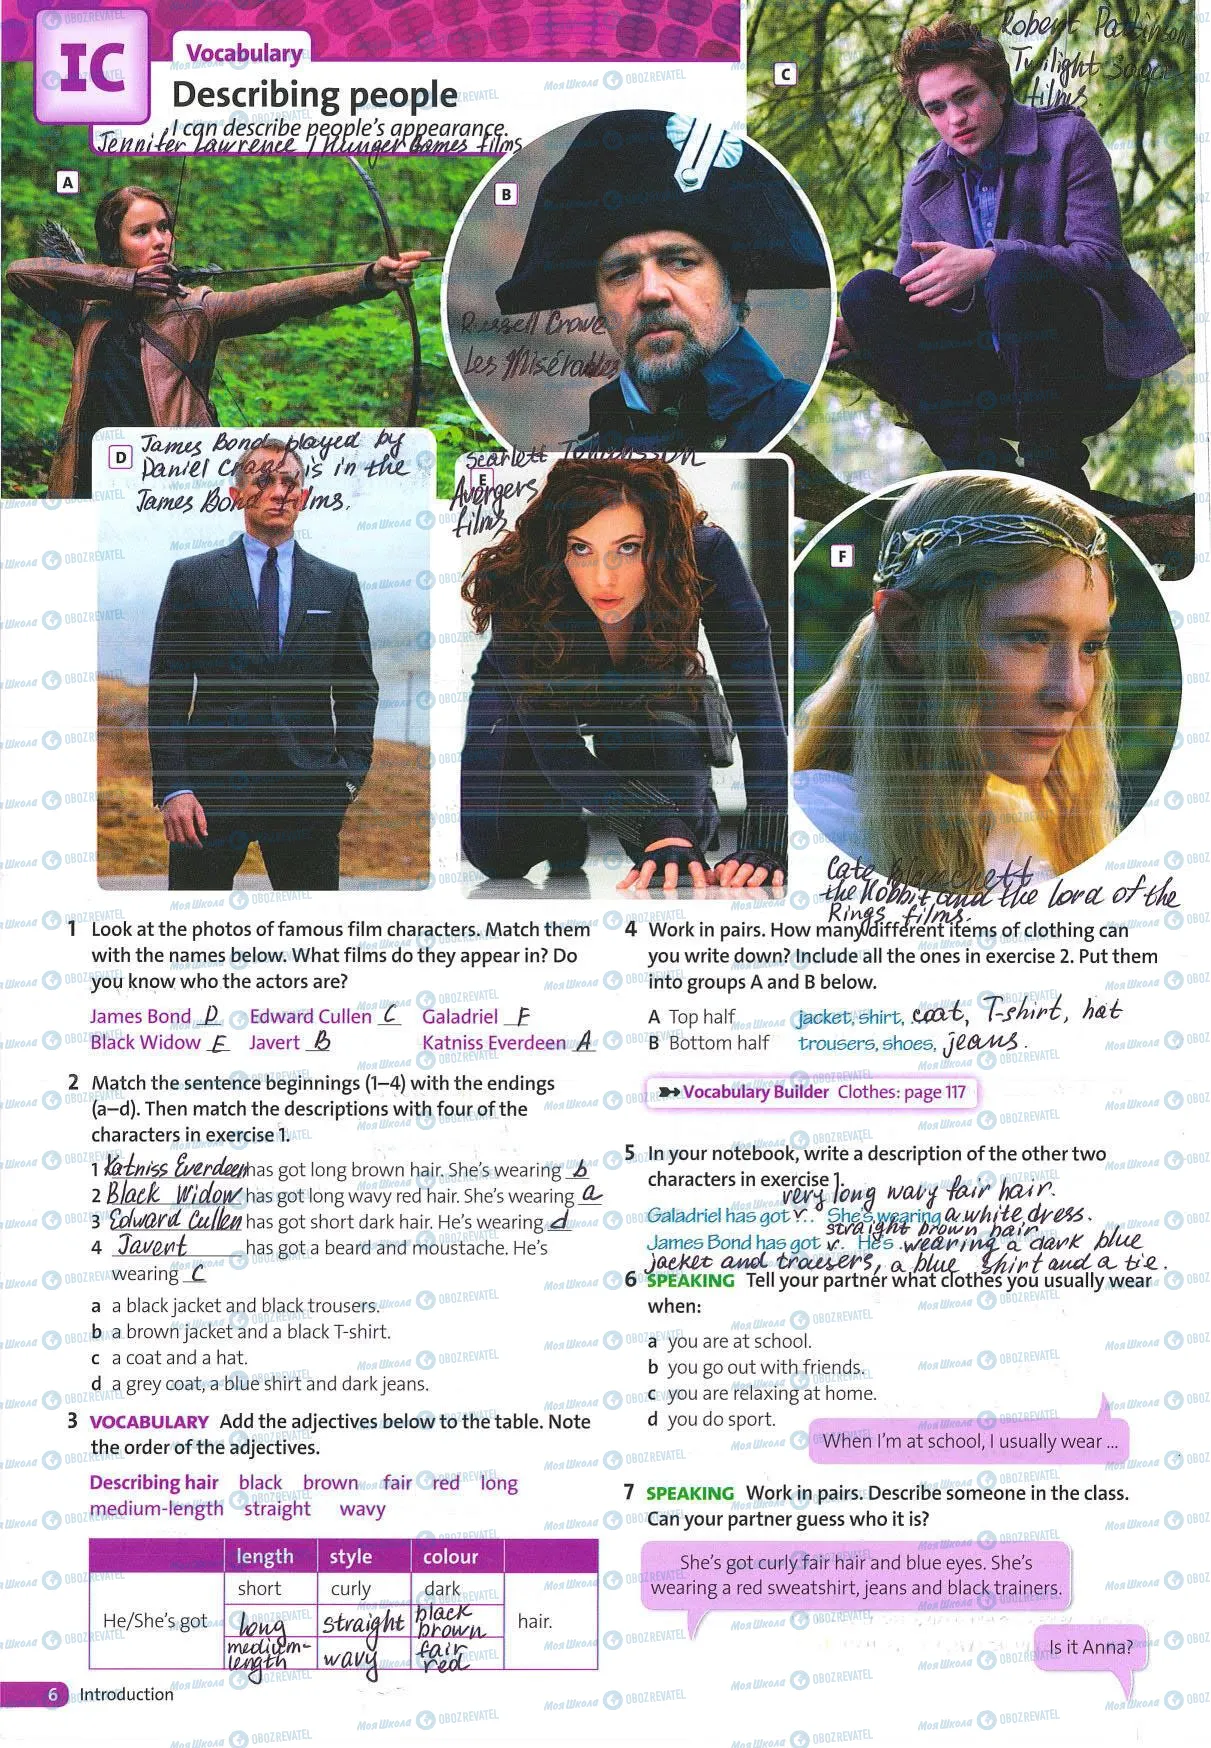 IC
Vocabulary
Describing people
I can describe people's appearance.
Jennifer Lawrence, Hunger Games films
Robert Pattinson
Twilight saga
films.
A
B
C
Russell Crowe
Les Misérables
D
James Bond played by
Daniel Crage, is in the
James Bond films.
Scarlett Johansson
E
Avergers
films
F
Cate Blanchett
the Hobbit and the lord of the
Rings films.
1 Look at the photos of famous film characters. Match them
with the names below. What films do they appear in? Do
you know who the actors are?
James Bond D Edward Cullen C Galadriel F
Black Widow E Javert B Katniss Everdeen A
2 Match the sentence beginnings (1–4) with the endings
(a–d). Then match the descriptions with four of the
characters in exercise 1.
1 Katniss Everdeen has got long brown hair. She's wearing b
2 Black Widow has got long wavy red hair. She's wearing a
3 Edward Cullen has got short dark hair. He's wearing d
4 Javert has got a beard and moustache. He's
wearing c
a a black jacket and black trousers.
b a brown jacket and a black T-shirt.
c a coat and a hat.
d a grey coat, a blue shirt and dark jeans.
3 VOCABULARY Add the adjectives below to the table. Note
the order of the adjectives.
Describing hair black brown fair red long
medium-length straight wavy
length style colour
short curly dark
He/She's got long straight black brown hair.
medium-length wavy fair red
6 Introduction
4 Work in pairs. How many different items of clothing can
you write down? Include all the ones in exercise 2. Put them
into groups A and B below.
A Top half jacket, shirt, coat, T-shirt, hat
B Bottom half trousers, shoes, jeans.
Vocabulary Builder Clothes: page 117
5 In your notebook, write a description of the other two
characters in exercise 1.
very long wavy fair hair.
Galadriel has got v... She's wearing a white dress.
straight brown hair
James Bond has got v.. He's wearing a dark blue
jacket and traesers, a blue shirt and a tie.
6 SPEAKING Tell your partner what clothes you usually wear
when:
a you are at school.
b you go out with friends.
c you are relaxing at home.
d you do sport.
When I'm at school, I usually wear ...
7 SPEAKING Work in pairs. Describe someone in the class.
Can your partner guess who it is?
She's got curly fair hair and blue eyes. She's
wearing a red sweatshirt, jeans and black trainers.
Is it Anna?
Моя Школа OBOZREVATEL